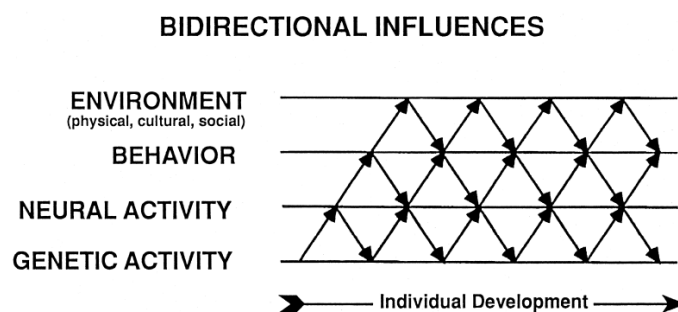 BIDIRECTIONAL INFLUENCES
ENVIRONMENT
(physical, cultural, social)
BEHAVIOR
NEURAL ACTIVITY
GENETIC ACTIVITY
Individual Development